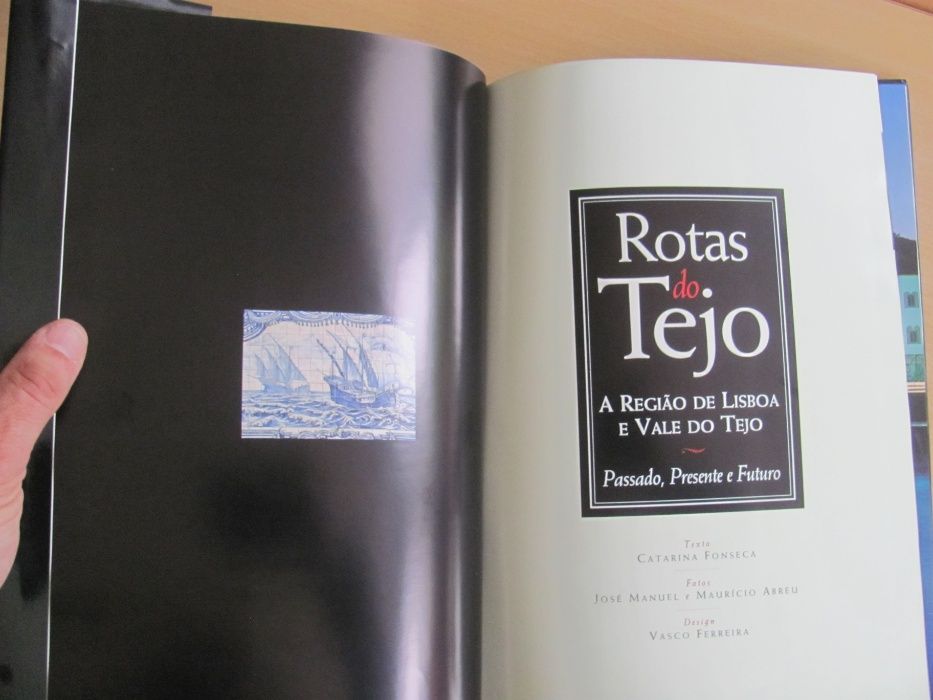 Rotas
do
Tejo
A Região de Lisboa
e Vale do Tejo
Passado, Presente e Futuro
Texto
Catarina Fonseca
Fotos
José Manuel e Maurício Abreu
Design
Vasco Ferreira